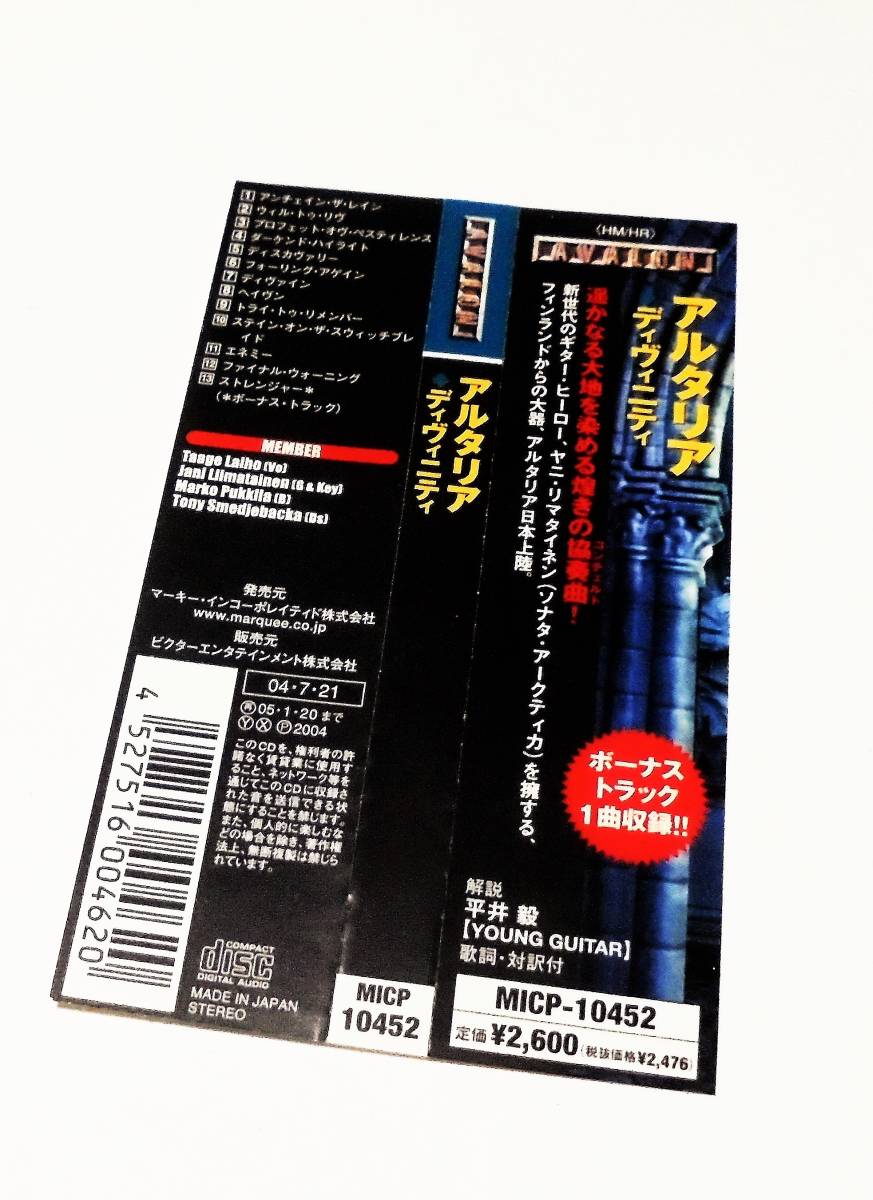 1 アンチェイン・ザ・レイン
2 ウィル・トゥ・リヴ
3 プロフェット・オヴ・ペスティレンス
4 ダーケンド・ハイライト
5 ディスカヴァリー
6 フォーリング・アゲイン
7 ディヴァイン
8 ヘイヴン
9 トライ・トゥ・リメンバー
10 ステイン・オン・ザ・スウィッチブレ
イド
11 エネミー
12 ファイナル・ウォーニング
13 ストレンジャー*
(*ボーナス・トラック)
MEMBER
Taage Laiho (Vo)
Jani Liimatainen (G & Key)
Marko Pukkila (B)
Tony Smedjebacka (Ds)
発売元
マーキー・インコーポレイティド株式会社
www.marquee.co.jp
販売元
ビクターエンタテインメント株式会社
04・7・21
再05・1・20まで
Ⓨ Ⓧ Ⓟ2004
このCDを、権利者の許
諾なく賃貸業に使用す
ること、ネットワーク等を
通じてこのCDに収録さ
れた音を送信できる状
態にすることを禁じます。
また、個人的に楽しむな
どの場合を除き、著作権
法上、無断複製は禁じら
れています。
4 527516 004620
COMPACT
disc
DIGITAL AUDIO
MADE IN JAPAN
STEREO
AVALON
アルタリア
ディヴィニティ
MICP
10452
〈HM/HR〉
AVALON
アルタリア
ディヴィニティ
遥かなる大地を染める煌きの協奏曲!
コンチェルト
新世代のギター・ヒーロー、ヤニ・リマタイネン(ソナタ・アークティカ)を擁する、
フィンランドからの大器、アルタリア日本上陸。
ボーナス
トラック
1曲収録!!
解説
平井 毅
【YOUNG GUITAR】
歌詞・対訳付
MICP-10452
定価 ¥2,600 (税抜価格¥2,476)